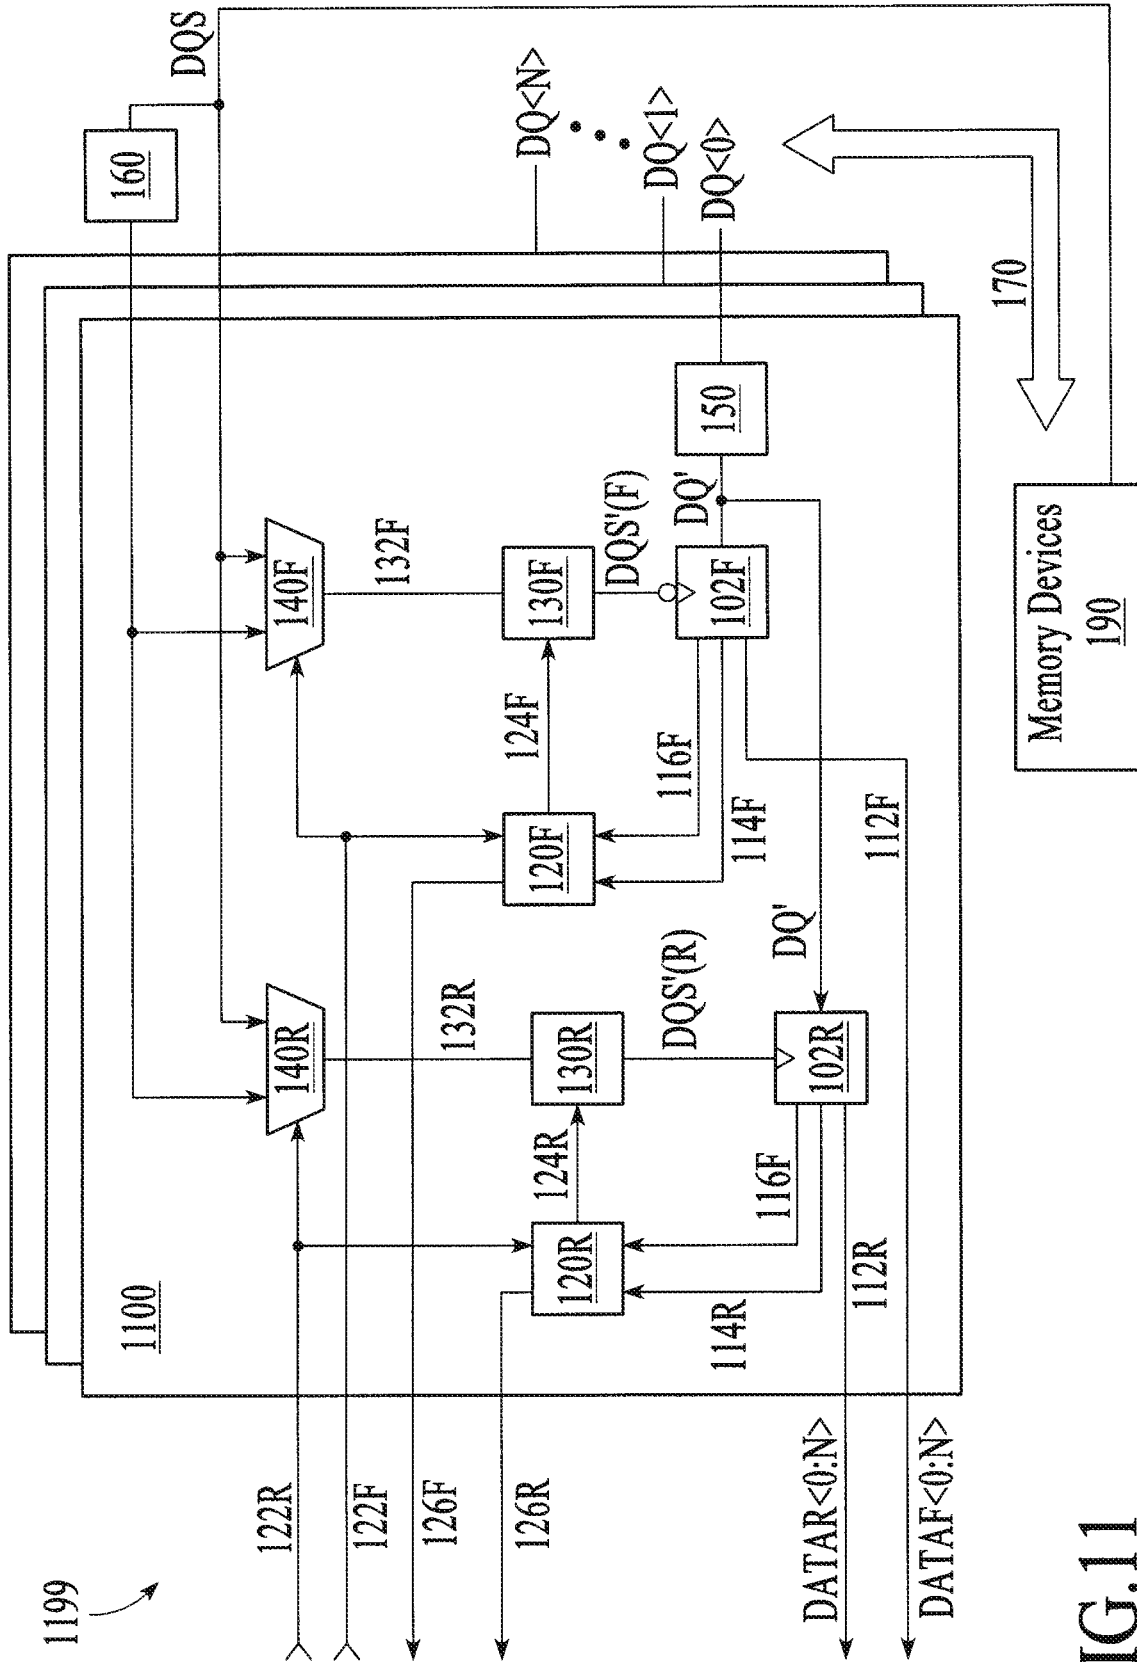 1199
1100
122R
122F
126F
126R
DATAR<0:N>
DATAF<0:N>
140R
132R
120R
124R
130R
DQS'(R)
102R
116F
114R
112R
DQ'
140F
132F
120F
124F
130F
DQS'(F)
102F
116F
114F
112F
DQ'
150
160
DQS
DQ<N>
DQ<1>
DQ<0>
170
Memory Devices
190
IG.11